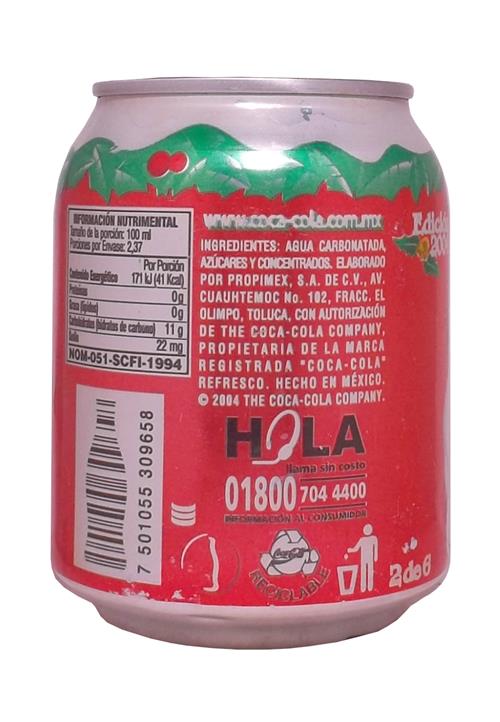 INFORMACIÓN NUTRIMENTAL
Tamaño de la porción: 100 ml
Porciones por Envase: 2,37
Por Porción
Contenido Energético 171 kJ (41 Kcal)
Proteínas 0g
Grasa (lípidos) 0g
Carbohidratos (hidratos de carbono) 11 g
Sodio 22 mg
NOM-051-SCFI-1994
7 501055 309658
www.coca-cola.com.mx
INGREDIENTES: AGUA CARBONATADA,
AZÚCARES Y CONCENTRADOS. ELABORADO
POR PROPIMEX, S.A. DE C.V., AV.
CUAUHTEMOC No. 102, FRACC. EL
OLIMPO, TOLUCA, CON AUTORIZACIÓN
DE THE COCA-COLA COMPANY,
PROPIETARIA DE LA MARCA
REGISTRADA "COCA-COLA"
REFRESCO. HECHO EN MÉXICO.
© 2004 THE COCA-COLA COMPANY.
HOLA
llama sin costo
01800 704 4400
INFORMACIÓN AL CONSUMIDOR
Coca-Cola
RECICLABLE
2 de 6